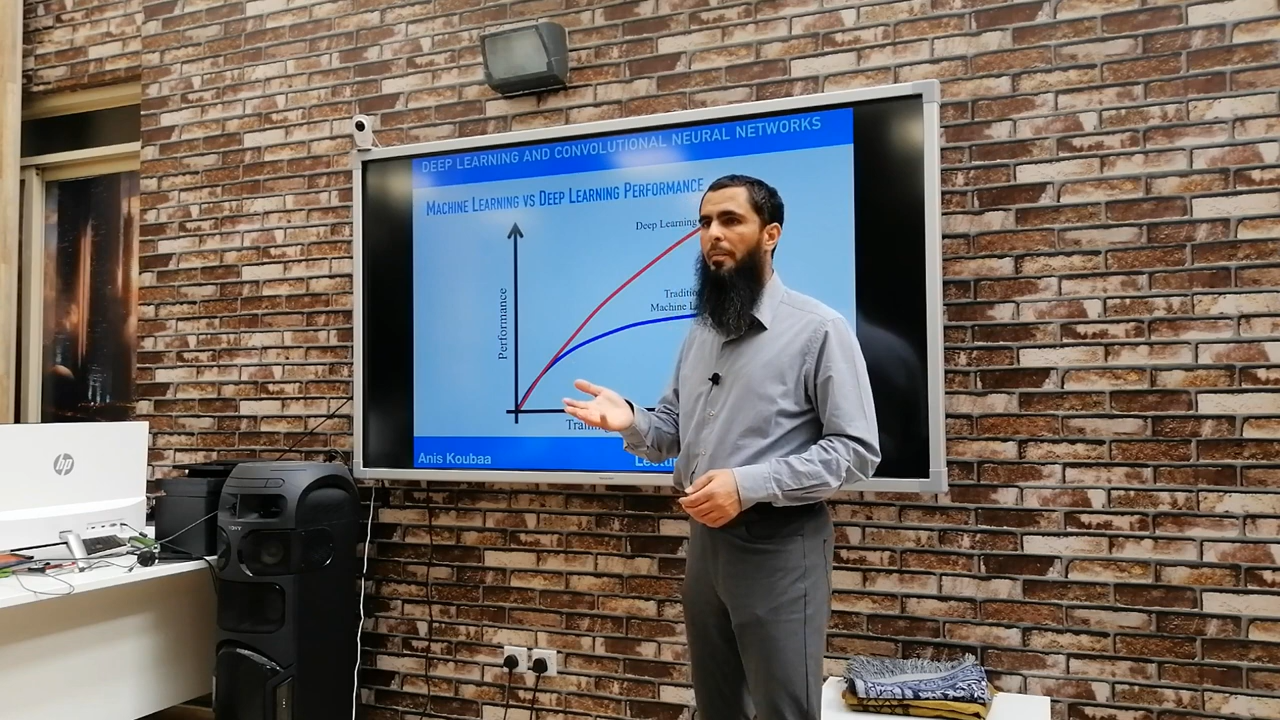 DEEP LEARNING AND CONVOLUTIONAL NEURAL NETWORKS
MACHINE LEARNING VS DEEP LEARNING PERFORMANCE
Deep Learning
Machine
Performance
Anis Koubaa
hp
SONY